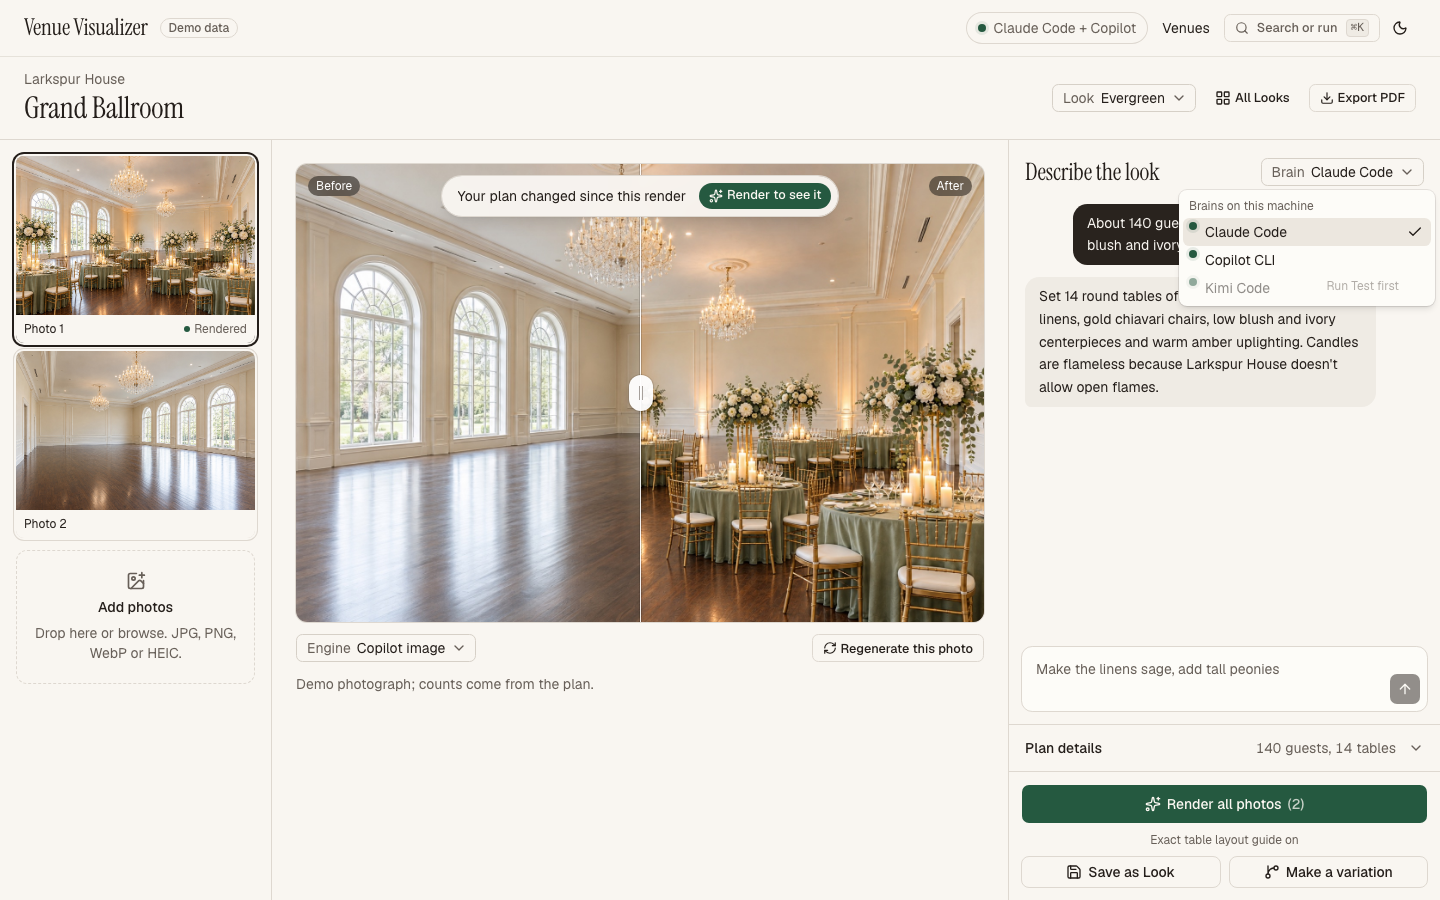 Venue Visualizer
Demo data
Claude Code + Copilot
Venues
Search or run ⌘K
Larkspur House
Grand Ballroom
Look Evergreen
All Looks
Export PDF
Photo 1
Rendered
Photo 2
Add photos
Drop here or browse. JPG, PNG,
WebP or HEIC.
Before
Your plan changed since this render
Render to see it
After
Engine Copilot image
Regenerate this photo
Demo photograph; counts come from the plan.
Describe the look
Brain Claude Code
Brains on this machine
Claude Code
Copilot CLI
Kimi Code
Run Test first
About 140
blush and ivory
Set 14 round tables of
linens, gold chiavari chairs, low blush and ivory
centerpieces and warm amber uplighting. Candles
are flameless because Larkspur House doesn't
allow open flames.
Make the linens sage, add tall peonies
Plan details
140 guests, 14 tables
Render all photos (2)
Exact table layout guide on
Save as Look
Make a variation